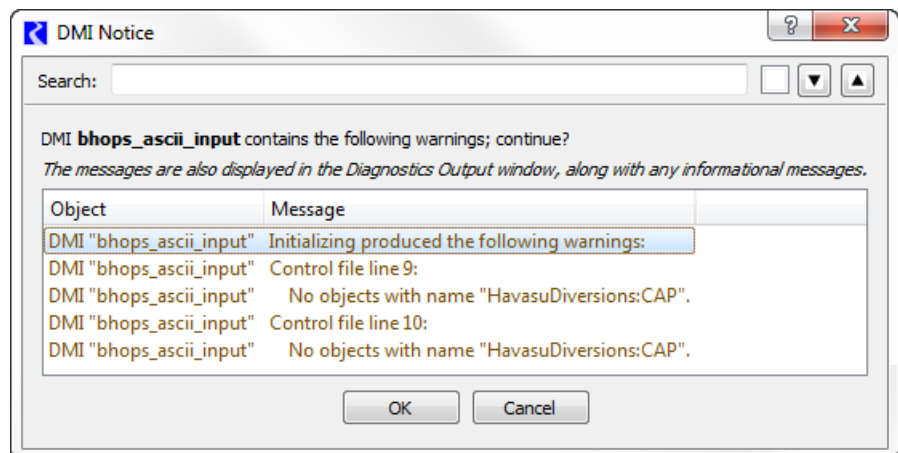 DMI Notice
Search:
DMI bhops_ascii_input contains the following warnings; continue?
The messages are also displayed in the Diagnostics Output window, along with any informational messages.
Object Message
DMI "bhops_ascii_input" Initializing produced the following warnings:
DMI "bhops_ascii_input" Control file line 9:
DMI "bhops_ascii_input" No objects with name "HavasuDiversions:CAP".
DMI "bhops_ascii_input" Control file line 10:
DMI "bhops_ascii_input" No objects with name "HavasuDiversions:CAP".
OK Cancel